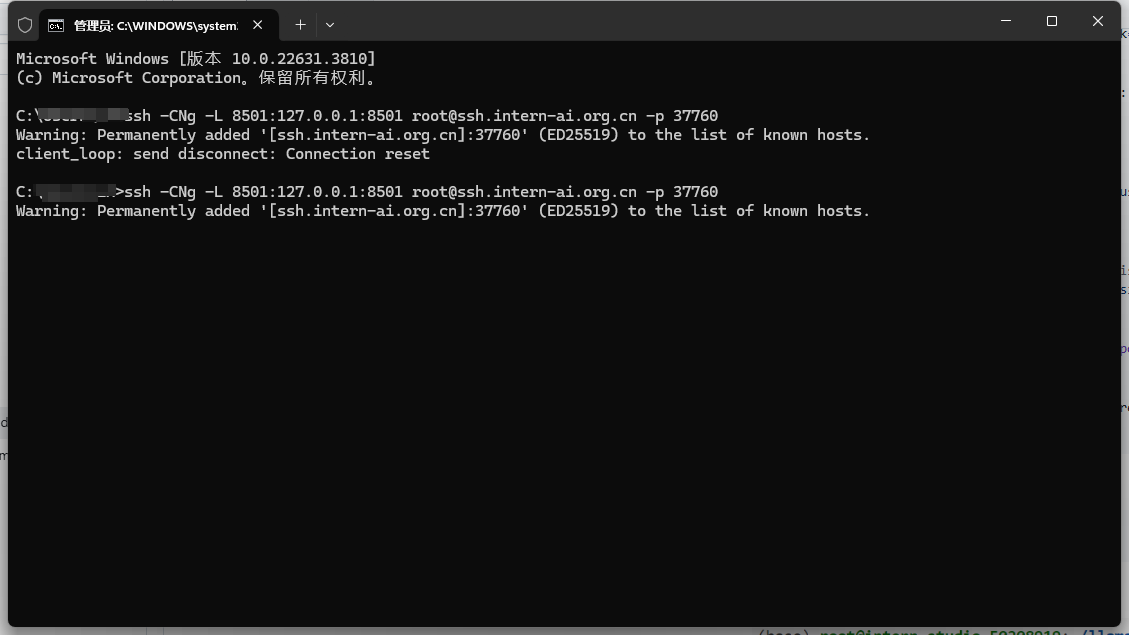 管理员: C:\WINDOWS\system
Microsoft Windows [版本 10.0.22631.3810]
(c) Microsoft Corporation。保留所有权利。
C:\ ssh -CNg -L 8501:127.0.0.1:8501 root@ssh.intern-ai.org.cn -p 37760
Warning: Permanently added '[ssh.intern-ai.org.cn]:37760' (ED25519) to the list of known hosts.
client_loop: send disconnect: Connection reset
C: >ssh -CNg -L 8501:127.0.0.1:8501 root@ssh.intern-ai.org.cn -p 37760
Warning: Permanently added '[ssh.intern-ai.org.cn]:37760' (ED25519) to the list of known hosts.